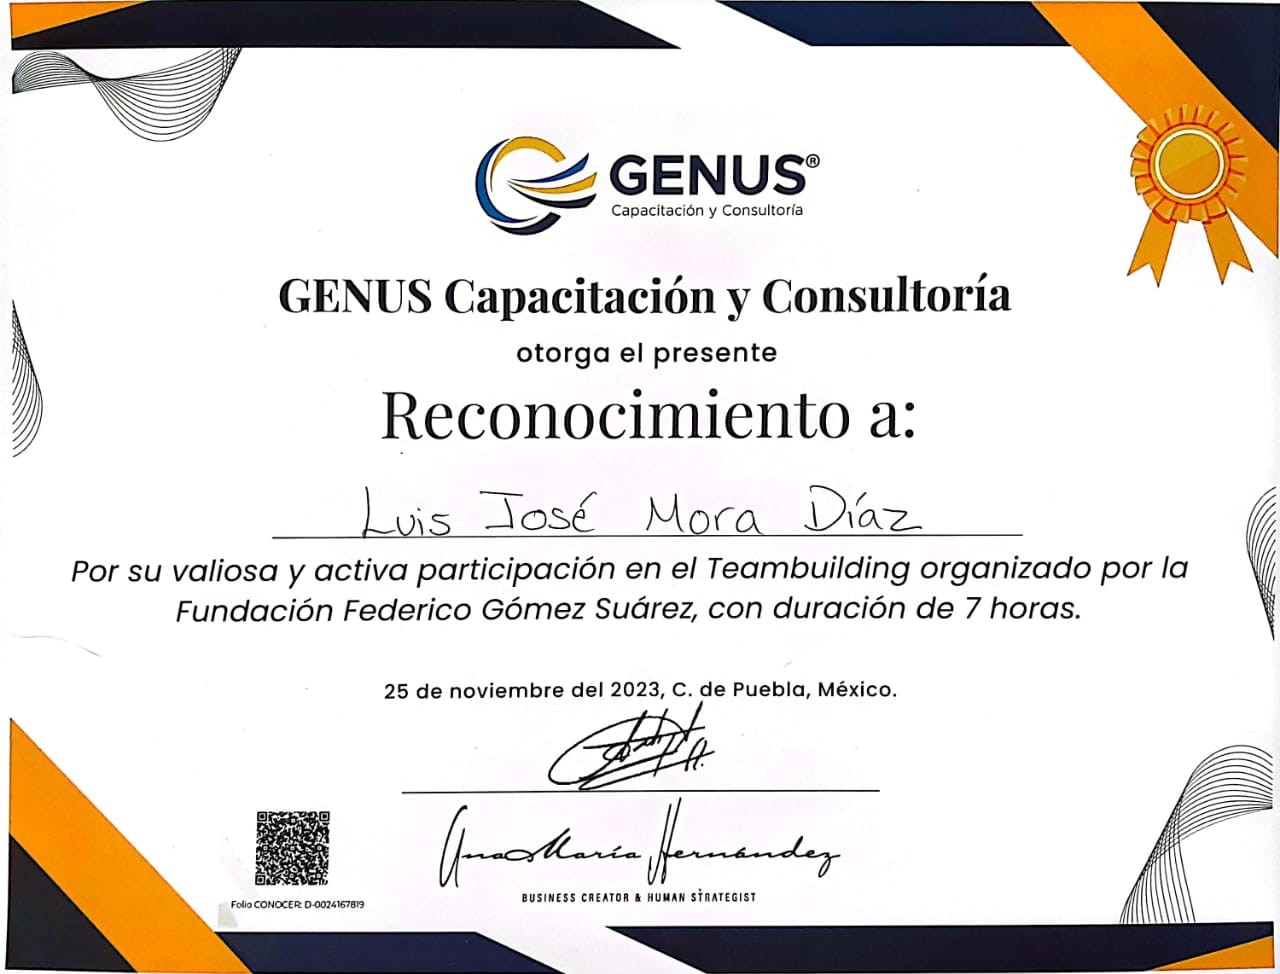 GENUS®
Capacitación y Consultoría
GENUS Capacitación y Consultoría
otorga el presente
Reconocimiento a:
Luis José Mora Díaz
Por su valiosa y activa participación en el Teambuilding organizado por la
Fundación Federico Gómez Suárez, con duración de 7 horas.
25 de noviembre del 2023, C. de Puebla, México.
Ana María Hernández
BUSINESS CREATOR & HUMAN STRATEGIST
Folio CONOCER: D-0024167819